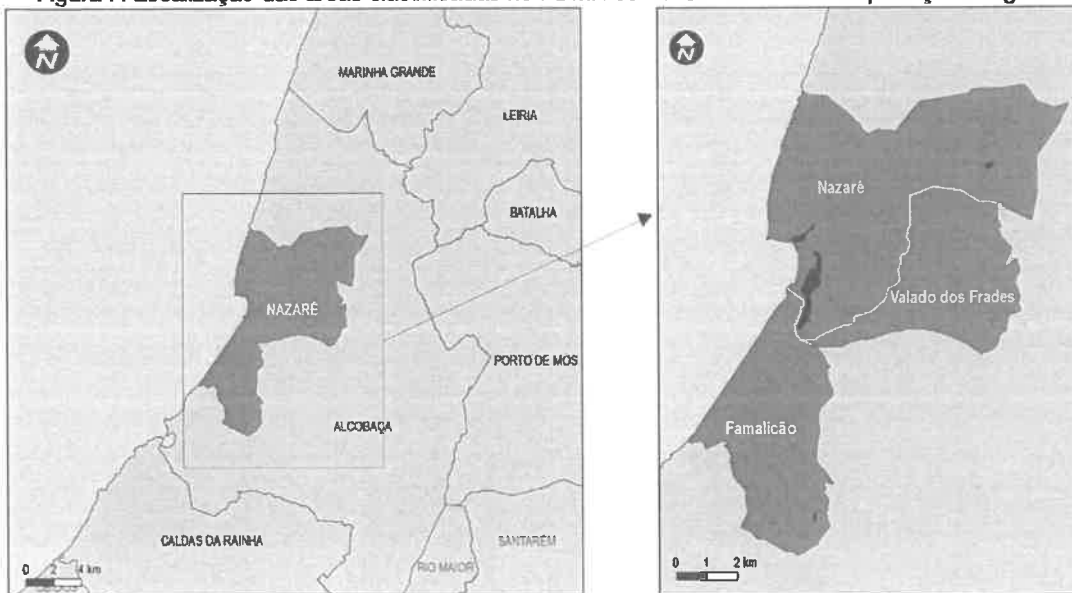 N
MARINHA GRANDE
LEIRIA
BATALHA
NAZARÉ
PORTO DE MÓS
ALCOBAÇA
CALDAS DA RAINHA
SANTARÉM
RIO MAIOR
0 2 4 km
N
Nazaré
Valado dos Frades
Famalicão
0 1 2 km